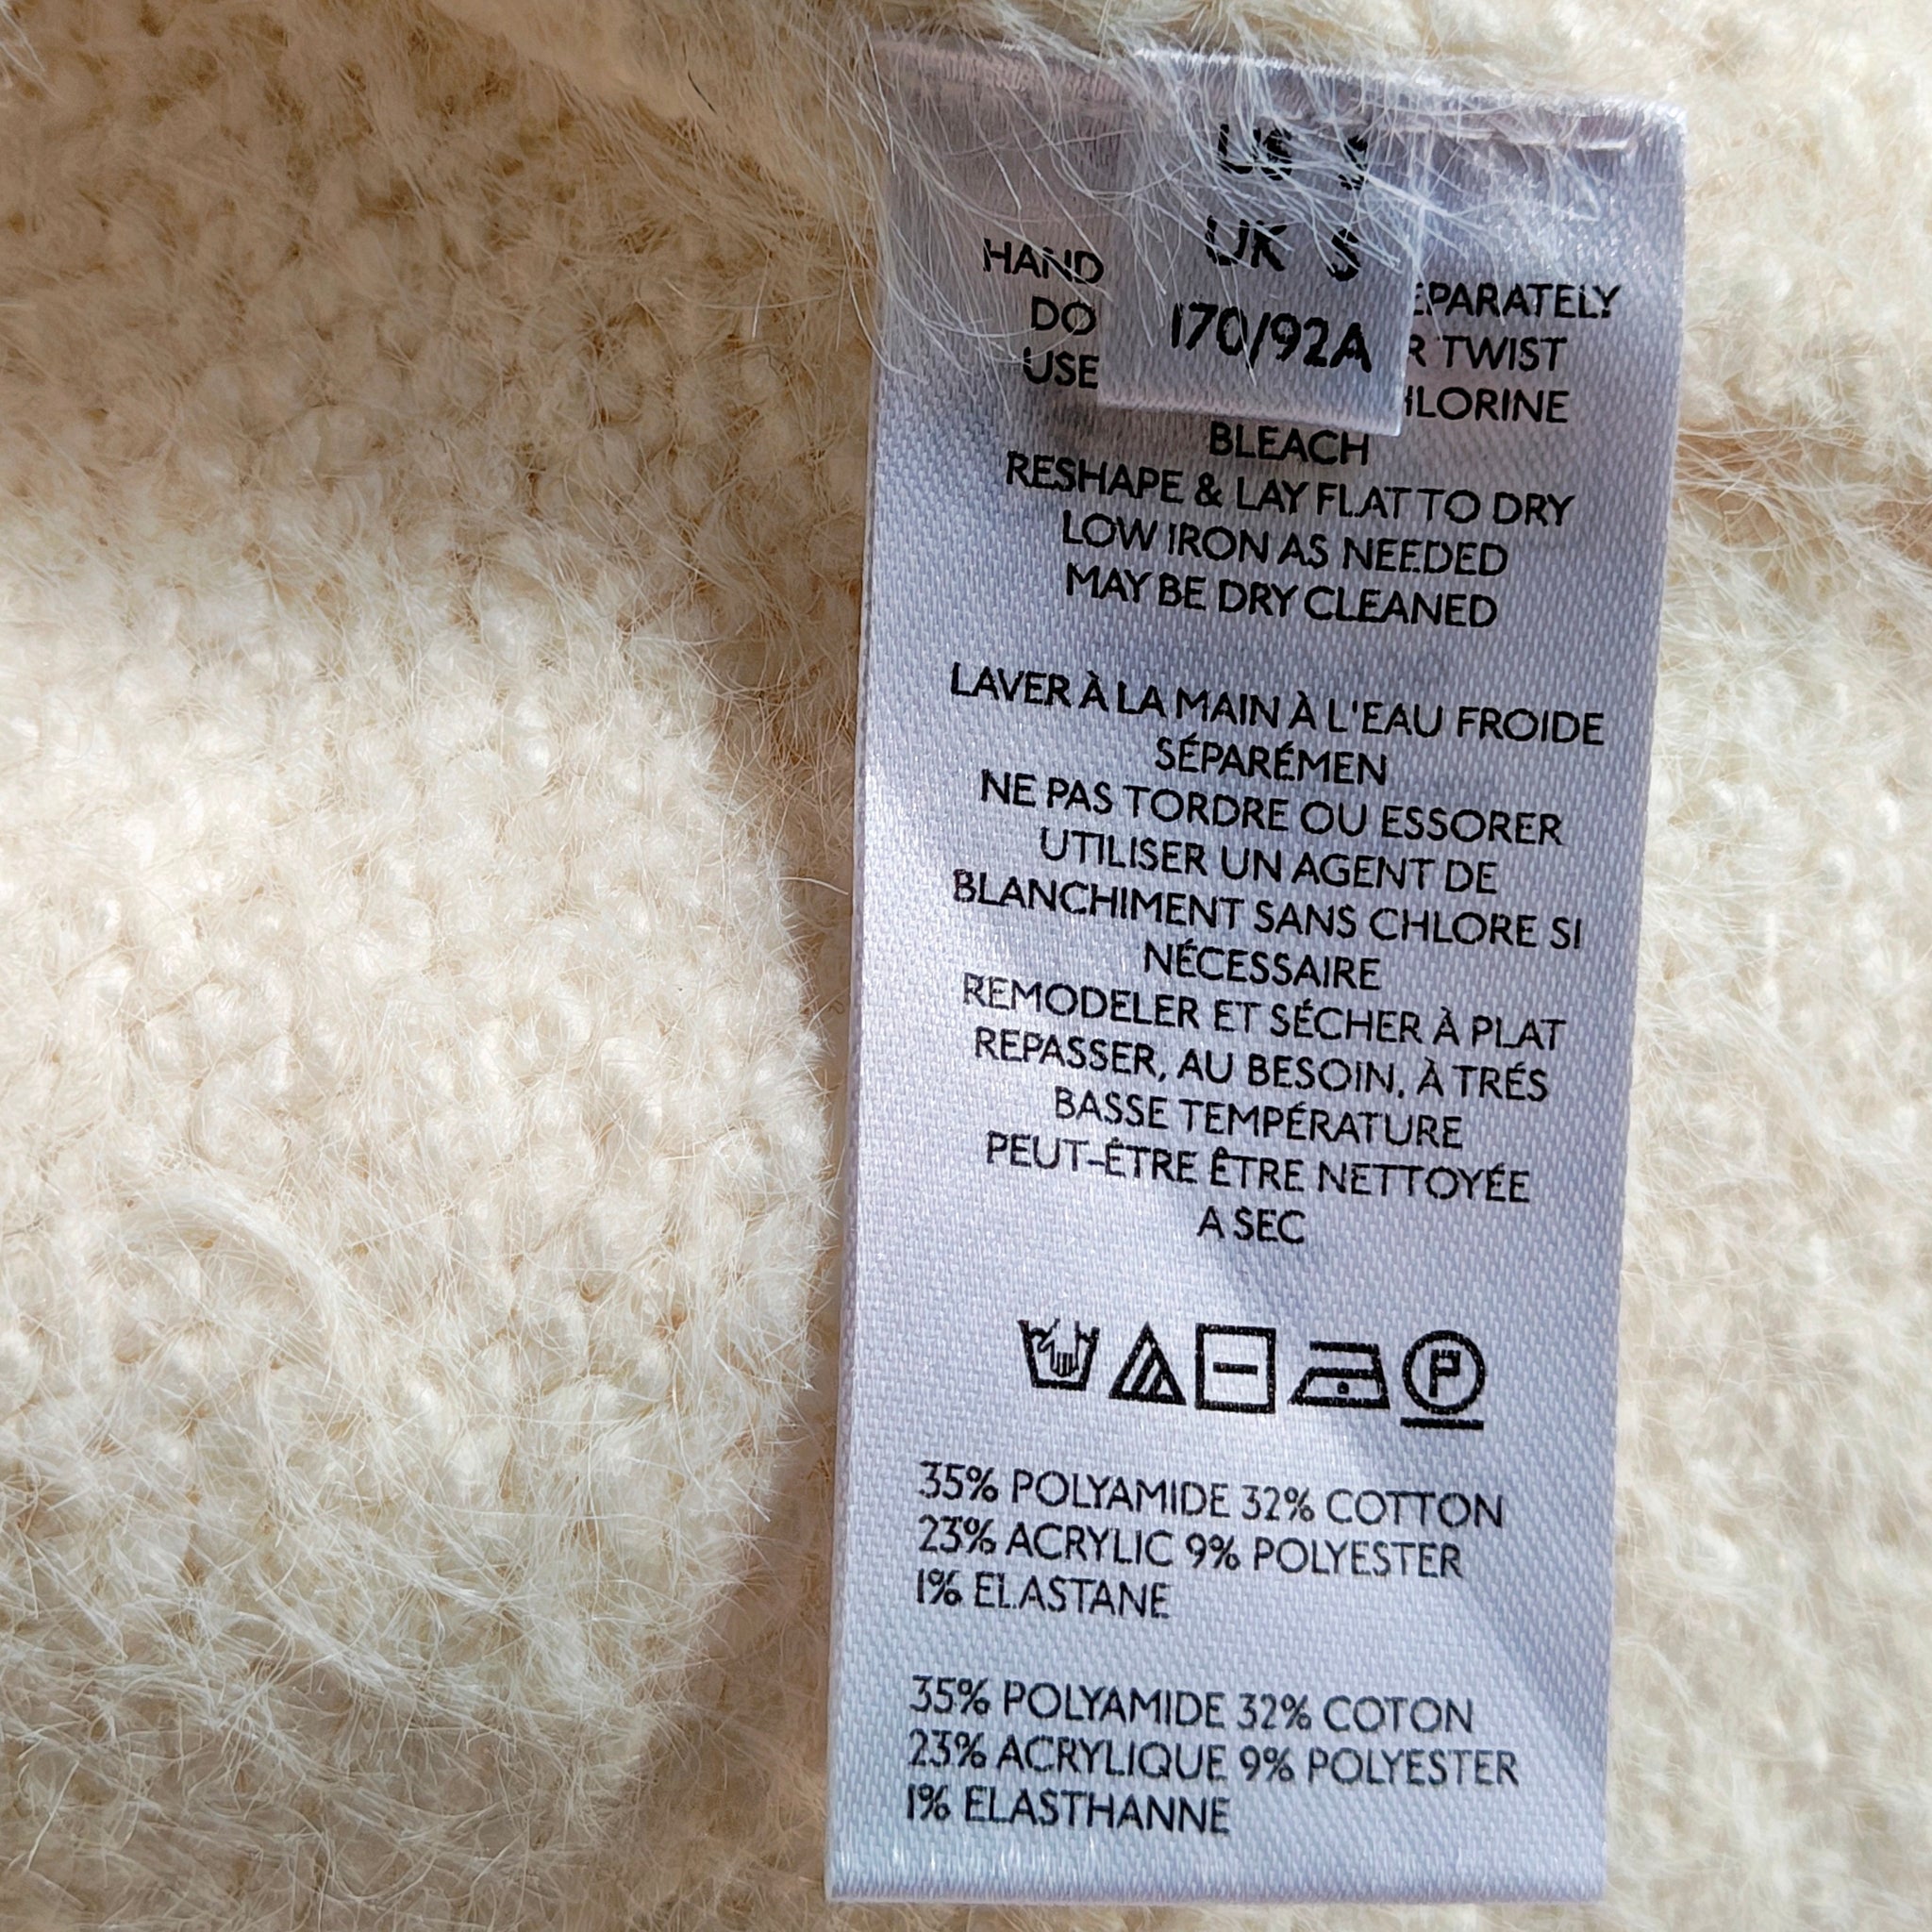 US S
UK S
170/92A
HAND
DO
USE
TWIST
BLEACH
RESHAPE & LAY FLAT TO DRY
LOW IRON AS NEEDED
MAY BE DRY CLEANED
LAVER À LA MAIN À L'EAU FROIDE
SÉPARÉMEN
NE PAS TORDRE OU ESSORER
UTILISER UN AGENT DE
BLANCHIMENT SANS CHLORE SI
NÉCESSAIRE
REMODELER ET SÉCHER À PLAT
REPASSER, AU BESOIN, À TRÉS
BASSE TEMPÉRATURE
PEUT-ÊTRE ÊTRE NETTOYÉE
A SEC
P
35% POLYAMIDE 32% COTTON
23% ACRYLIC 9% POLYESTER
1% ELASTANE
35% POLYAMIDE 32% COTON
23% ACRYLIQUE 9% POLYESTER
1% ELASTHANNE